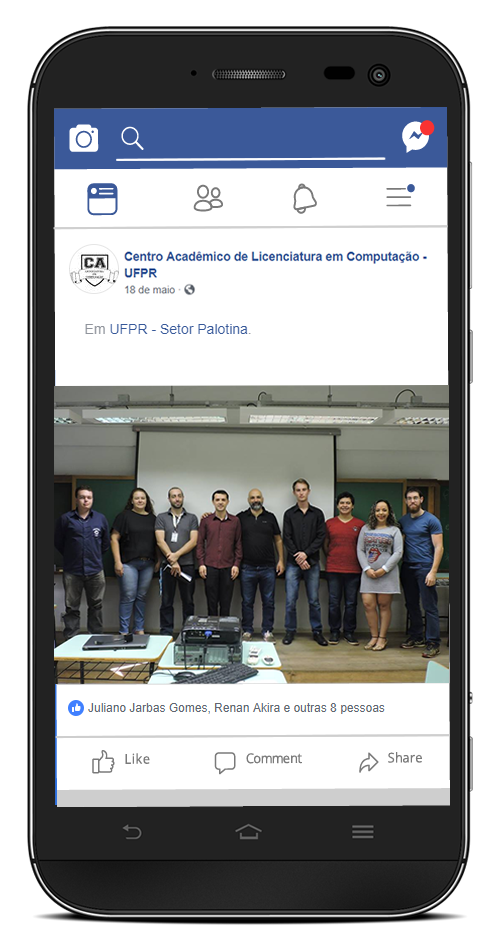 CA
Centro Acadêmico de Licenciatura em Computação -
UFPR
18 de maio ·
Em UFPR - Setor Palotina.
Juliano Jarbas Gomes, Renan Akira e outras 8 pessoas
Like Comment Share